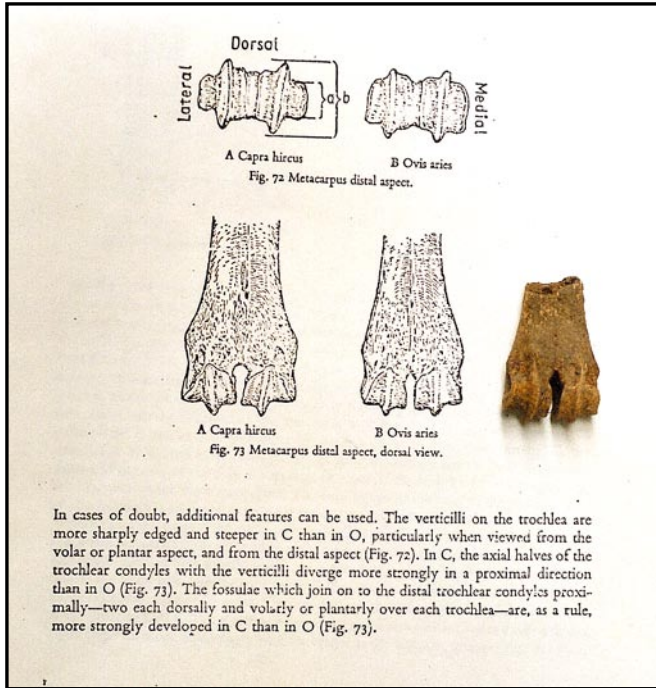 Dorsal
Lateral
a b
Medial
A Capra hircus
B Ovis aries
Fig. 72 Metacarpus distal aspect.
A Capra hircus
B Ovis aries
Fig. 73 Metacarpus distal aspect, dorsal view.
In cases of doubt, additional features can be used. The verticilli on the trochlea are
more sharply edged and steeper in C than in O, particularly when viewed from the
volar or plantar aspect, and from the distal aspect (Fig. 72). In C, the axial halves of the
trochlear condyles with the verticilli diverge more strongly in a proximal direction
than in O (Fig. 73). The fossulae which join on to the distal trochlear condyles proxi-
mally—two each dorsally and volarly or plantarly over each trochlea—are, as a rule,
more strongly developed in C than in O (Fig. 73).